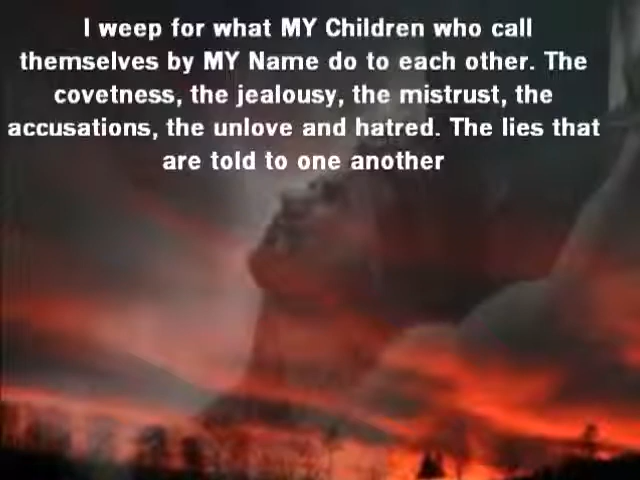 I weep for what MY Children who call
themselves by MY Name do to each other. The
covetness, the jealousy, the mistrust, the
accusations, the unlove and hatred. The lies that
are told to one another